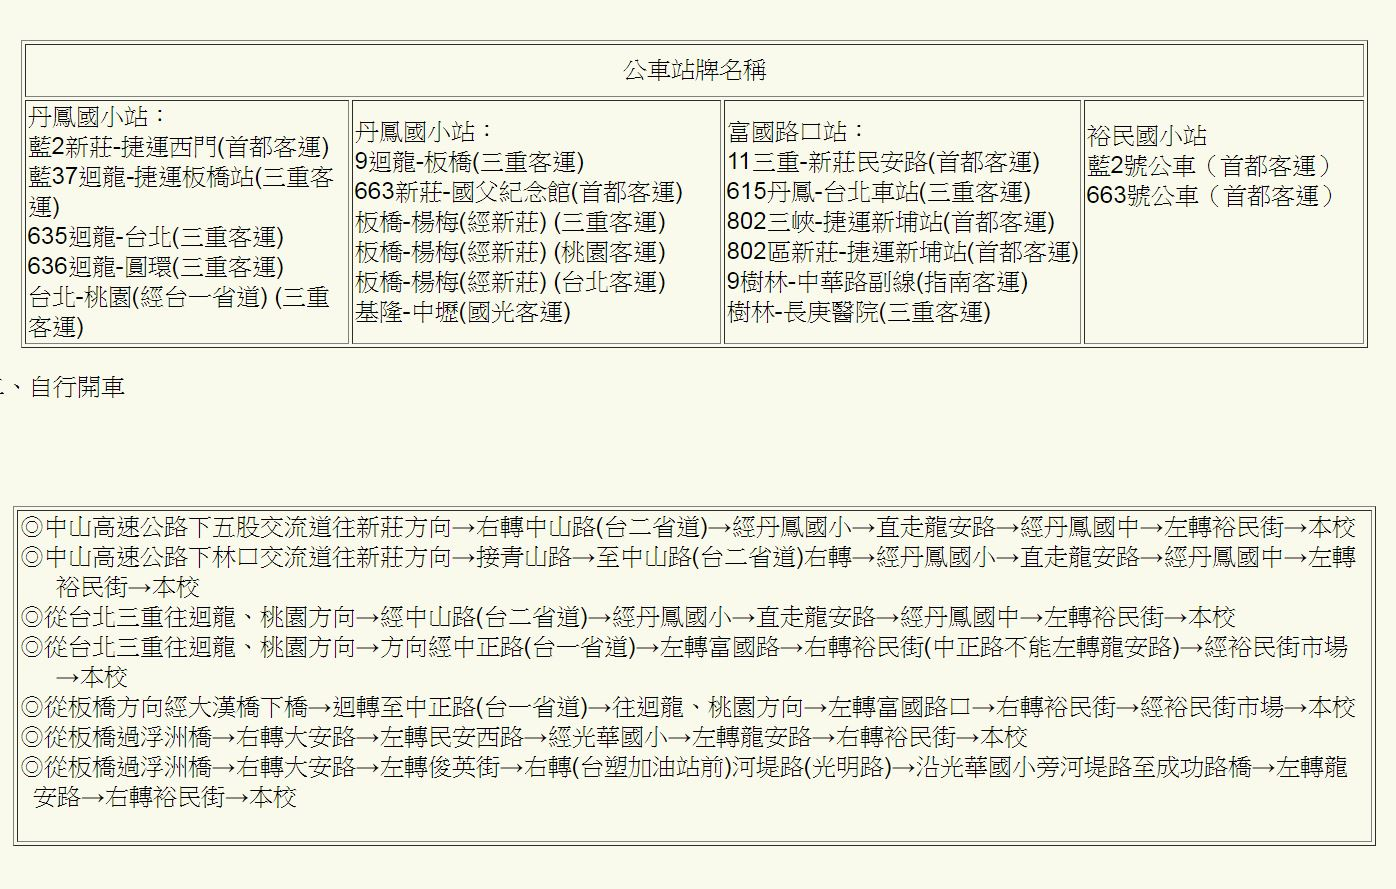 公車站牌名稱
丹鳳國小站：
藍2新莊-捷運西門(首都客運)
藍37迴龍-捷運板橋站(三重客
運)
635迴龍-台北(三重客運)
636迴龍-圓環(三重客運)
台北-桃園(經台一省道) (三重
客運)
丹鳳國小站：
9迴龍-板橋(三重客運)
663新莊-國父紀念館(首都客運)
板橋-楊梅(經新莊) (三重客運)
板橋-楊梅(經新莊) (桃園客運)
板橋-楊梅(經新莊) (台北客運)
基隆-中壢(國光客運)
富國路口站：
11三重-新莊民安路(首都客運)
615丹鳳-台北車站(三重客運)
802三峽-捷運新埔站(首都客運)
802區新莊-捷運新埔站(首都客運)
9樹林-中華路副線(指南客運)
樹林-長庚醫院(三重客運)
裕民國小站
藍2號公車（首都客運）
663號公車（首都客運）
、自行開車
◎中山高速公路下五股交流道往新莊方向→右轉中山路(台二省道)→經丹鳳國小→直走龍安路→經丹鳳國中→左轉裕民街→本校
◎中山高速公路下林口交流道往新莊方向→接青山路→至中山路(台二省道)右轉→經丹鳳國小→直走龍安路→經丹鳳國中→左轉
裕民街→本校
◎從台北三重往迴龍、桃園方向→經中山路(台二省道)→經丹鳳國小→直走龍安路→經丹鳳國中→左轉裕民街→本校
◎從台北三重往迴龍、桃園方向→方向經中正路(台一省道)→左轉富國路→右轉裕民街(中正路不能左轉龍安路)→經裕民街市場
→本校
◎從板橋方向經大漢橋下橋→迴轉至中正路(台一省道)→往迴龍、桃園方向→左轉富國路口→右轉裕民街→經裕民街市場→本校
◎從板橋過浮洲橋→右轉大安路→左轉民安西路→經光華國小→左轉龍安路→右轉裕民街→本校
◎從板橋過浮洲橋→右轉大安路→左轉俊英街→右轉(台塑加油站前)河堤路(光明路)→沿光華國小旁河堤路至成功路橋→左轉龍
安路→右轉裕民街→本校